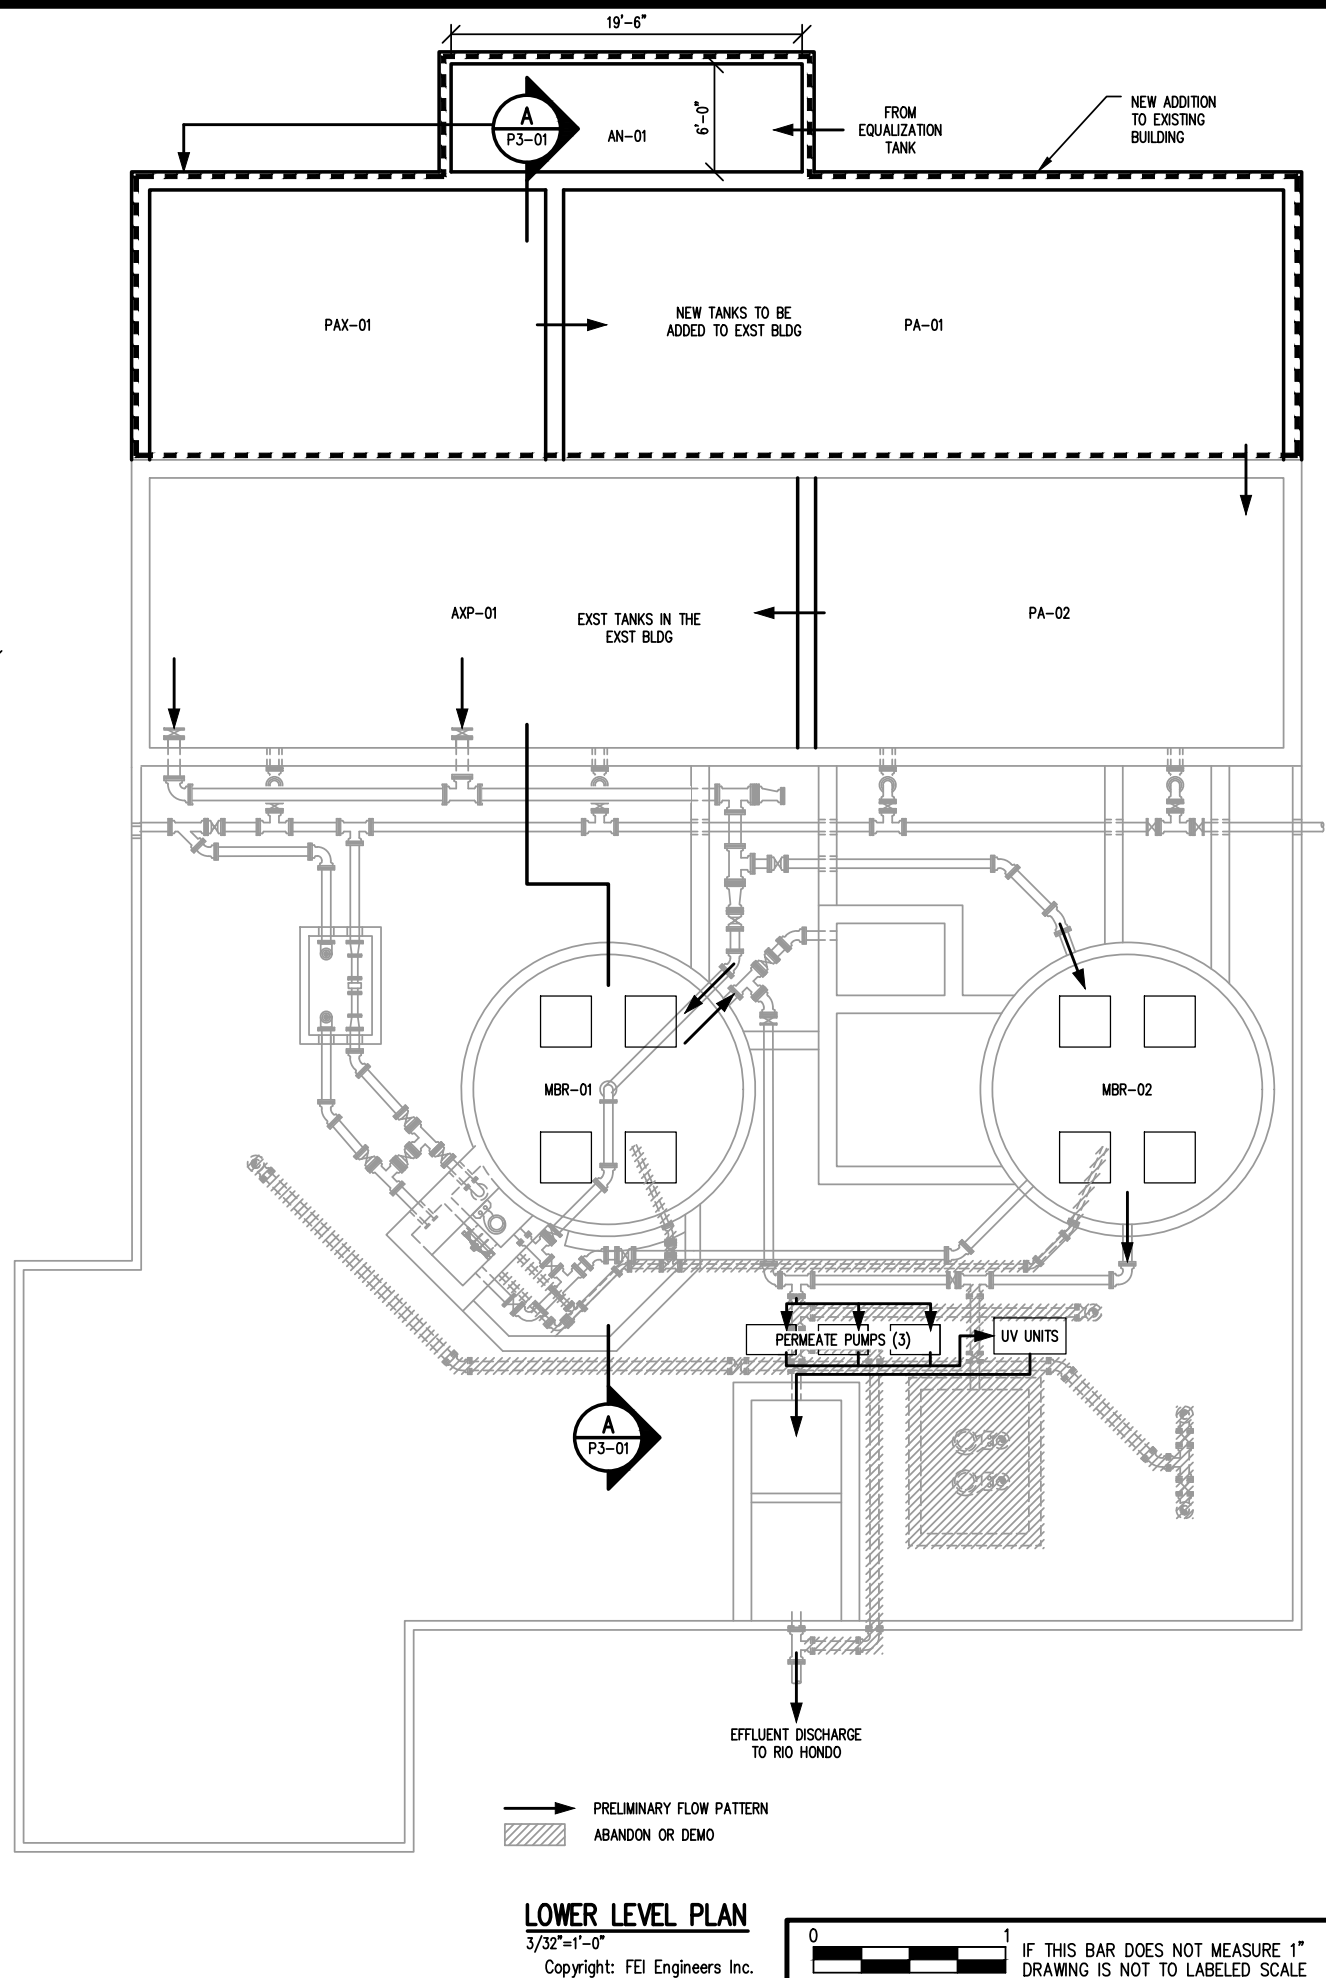 19'-6"
A
P3-01
AN-01
6'-0"
FROM
EQUALIZATION
TANK
NEW ADDITION
TO EXISTING
BUILDING
PAX-01
NEW TANKS TO BE
ADDED TO EXST BLDG
PA-01
AXP-01
EXST TANKS IN THE
EXST BLDG
PA-02
MBR-01
MBR-02
PERMEATE PUMPS (3)
UV UNITS
A
P3-01
EFFLUENT DISCHARGE
TO RIO HONDO
PRELIMINARY FLOW PATTERN
ABANDON OR DEMO
LOWER LEVEL PLAN
3/32"=1'-0"
Copyright: FEI Engineers Inc.
0 1
IF THIS BAR DOES NOT MEASURE 1"
DRAWING IS NOT TO LABELED SCALE